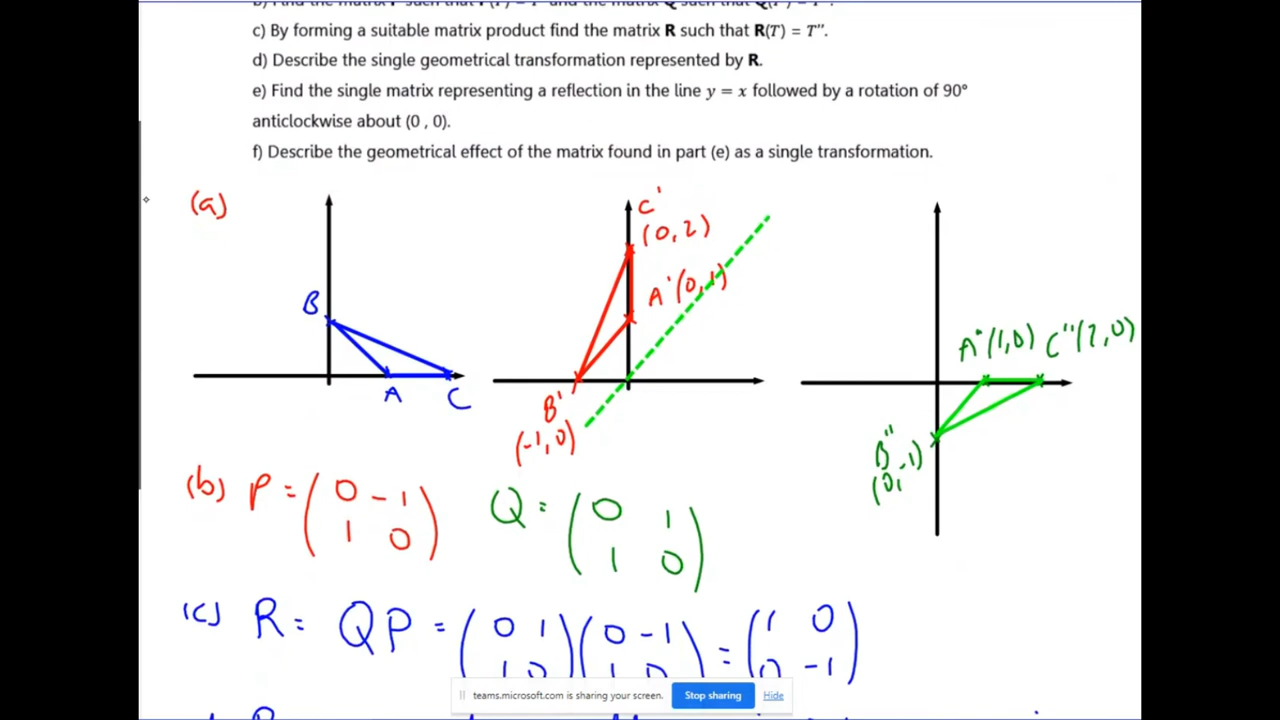 c) By forming a suitable matrix product find the matrix R such that R(T) = T″.
d) Describe the single geometrical transformation represented by R.
e) Find the single matrix representing a reflection in the line y = x followed by a rotation of 90°
anticlockwise about (0 , 0).
f) Describe the geometrical effect of the matrix found in part (e) as a single transformation.
(a)
B
A
C
C'
(0,2)
A'(0,1)
B'
(-1,0)
A"(1,0) C"(2,0)
B"
(0,-1)
(b) P = ( 0 -1
1 0 )
Q = ( 0 1
1 0 )
(c) R = QP = ( 0 1 ) ( 0 -1 ) = ( 1 0 )
1 0 1 0 0 -1
teams.microsoft.com is sharing your screen. Stop sharing Hide